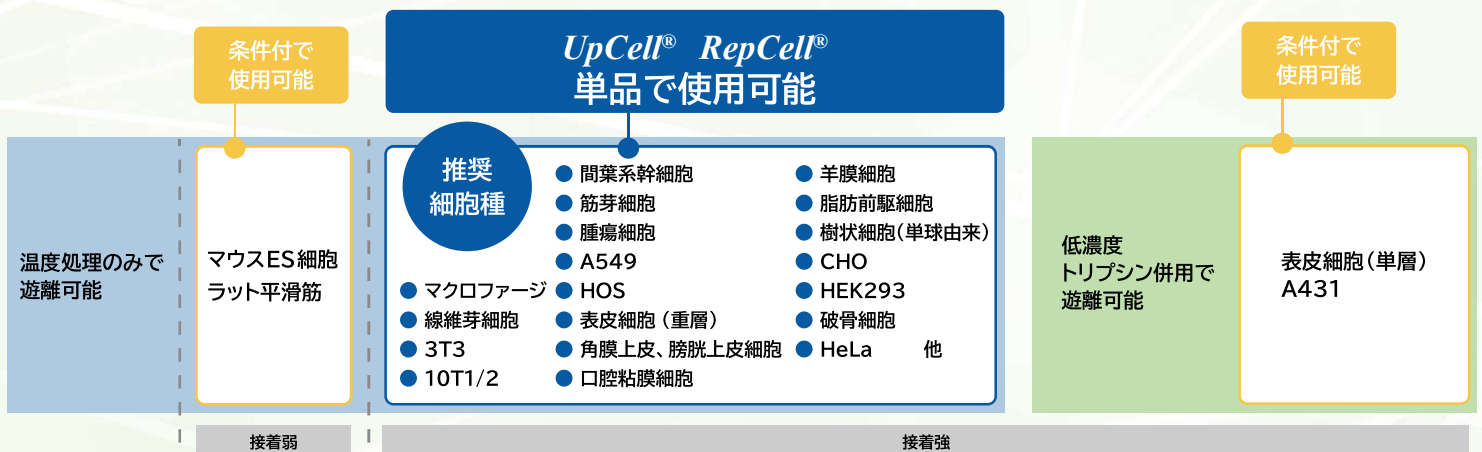 条件付で
使用可能
UpCell® RepCell®
単品で使用可能
条件付で
使用可能
温度処理のみで
遊離可能
マウスES細胞
ラット平滑筋
推奨
細胞種
● マクロファージ
● 線維芽細胞
● 3T3
● 10T1/2
● 間葉系幹細胞
● 筋芽細胞
● 腫瘍細胞
● A549
● HOS
● 表皮細胞（重層）
● 角膜上皮、膀胱上皮細胞
● 口腔粘膜細胞
● 羊膜細胞
● 脂肪前駆細胞
● 樹状細胞（単球由来）
● CHO
● HEK293
● 破骨細胞
● HeLa 他
低濃度
トリプシン併用で
遊離可能
表皮細胞（単層）
A431
接着弱
接着強